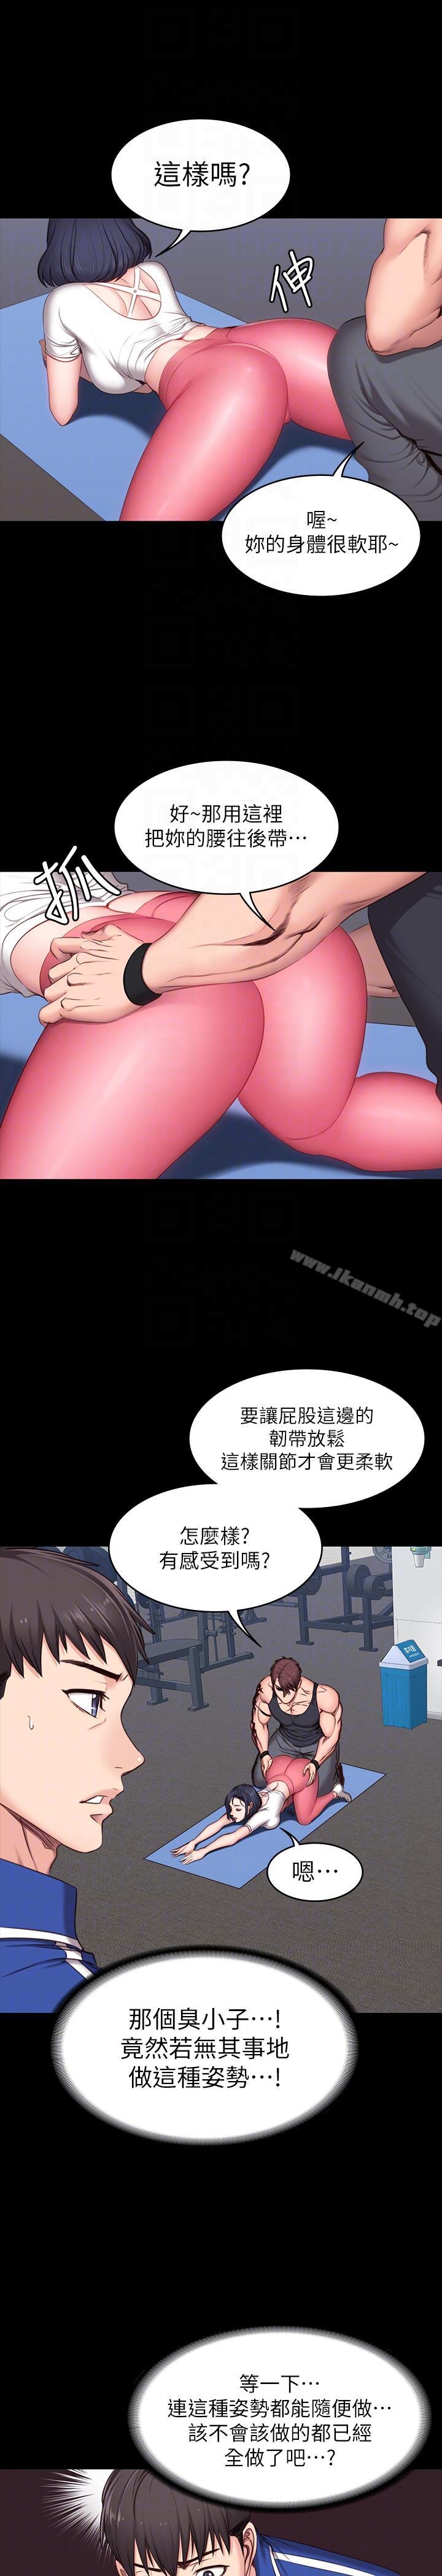 這樣嗎?
伸
喔~
妳的身體很軟耶~
好~那用這裡
把妳的腰往後帶…
抓
www.ikanmh.top
要讓屁股這邊的
韌帶放鬆
這樣關節才會更柔軟
怎麼樣?
有感受到嗎?
嗯…
那個臭小子…!
竟然若無其事地
做這種姿勢…!
等一下…
連這種姿勢都能隨便做…
該不會該做的都已經
全做了吧…?